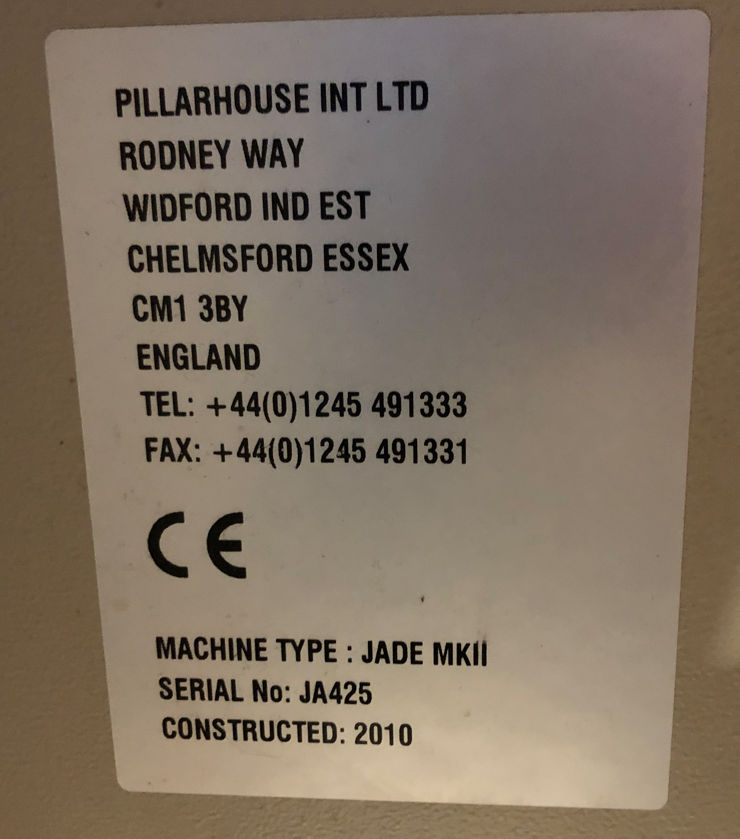 PILLARHOUSE INT LTD
RODNEY WAY
WIDFORD IND EST
CHELMSFORD ESSEX
CM1 3BY
ENGLAND
TEL: +44(0)1245 491333
FAX: +44(0)1245 491331
CE
MACHINE TYPE : JADE MKII
SERIAL No: JA425
CONSTRUCTED: 2010